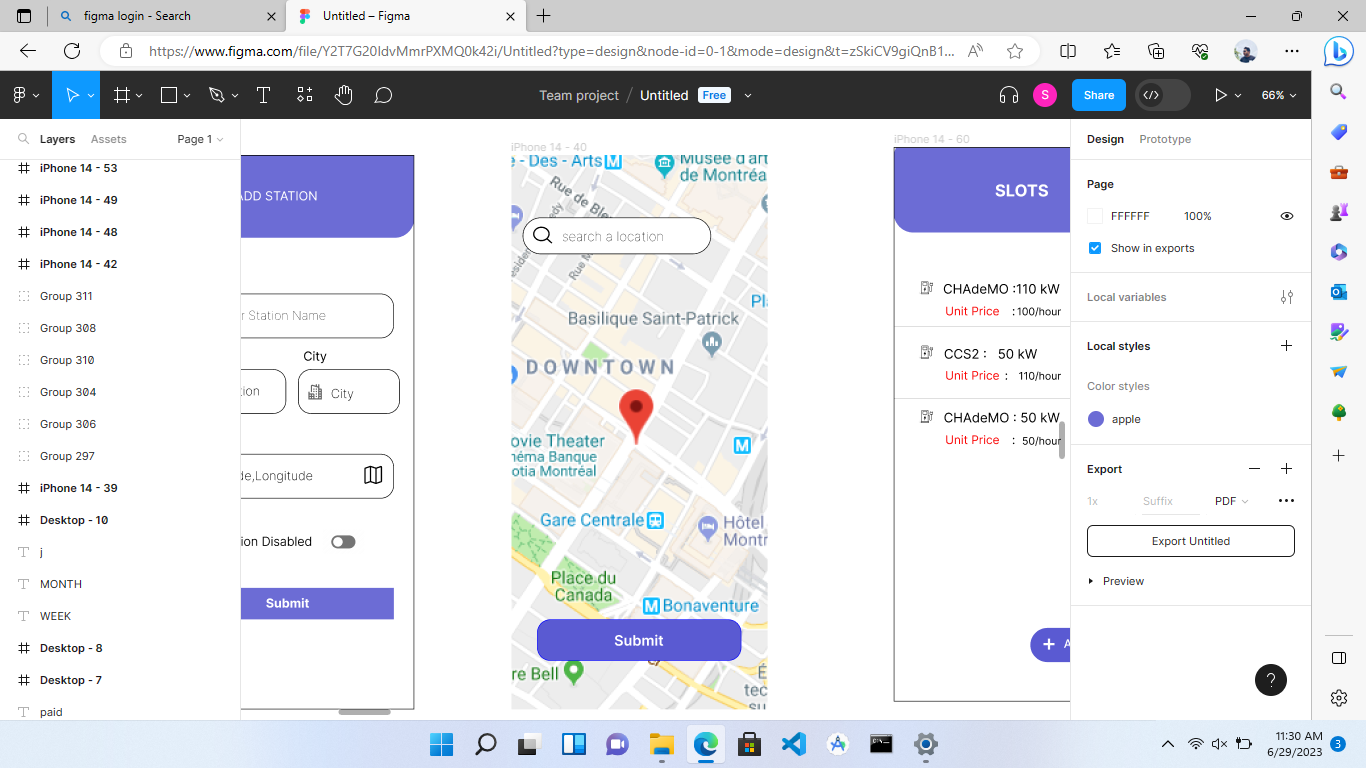 figma login - Search
Untitled – Figma
https://www.figma.com/file/Y2T7G20IdvMmrPXMQ0k42i/Untitled?type=design&node-id=0-1&mode=design&t=zSkiCV9giQnB1...
Team project / Untitled Free
S
Share
66%
Layers
Assets
Page 1
iPhone 14 - 53
iPhone 14 - 49
iPhone 14 - 48
iPhone 14 - 42
Group 311
Group 308
Group 310
Group 304
Group 306
Group 297
iPhone 14 - 39
Desktop - 10
j
MONTH
WEEK
Desktop - 8
Desktop - 7
paid
ADD STATION
r Station Name
City
tion
City
de,Longitude
on Disabled
Submit
iPhone 14 - 40
e - Des - Arts M
Musée d'art
de Montréa
Rue de Ble
search a location
Pl
Basilique Saint-Patrick
DOWNTOWN
ovie Theater
néma Banque
otia Montréal
M
Gare Centrale
Hôtel
Montr
Place du
Canada
M Bonaventure
Submit
re Bell
É
tec
su
iPhone 14 - 60
SLOTS
CHAdeMO :110 kW
Unit Price : 100/hour
CCS2 : 50 kW
Unit Price : 110/hour
CHAdeMO : 50 kW
Unit Price : 50/hour
+ A
Design
Prototype
Page
FFFFFF 100%
Show in exports
Local variables
Local styles
Color styles
apple
Export
1x Suffix PDF
Export Untitled
Preview
?
11:30 AM
6/29/2023
3